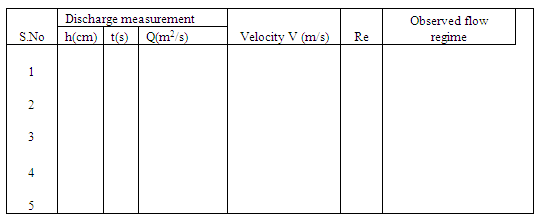 Discharge measurement
Observed flow
regime
S.No h(cm) t(s) Q(m²/s) Velocity V (m/s) Re
1
2
3
4
5